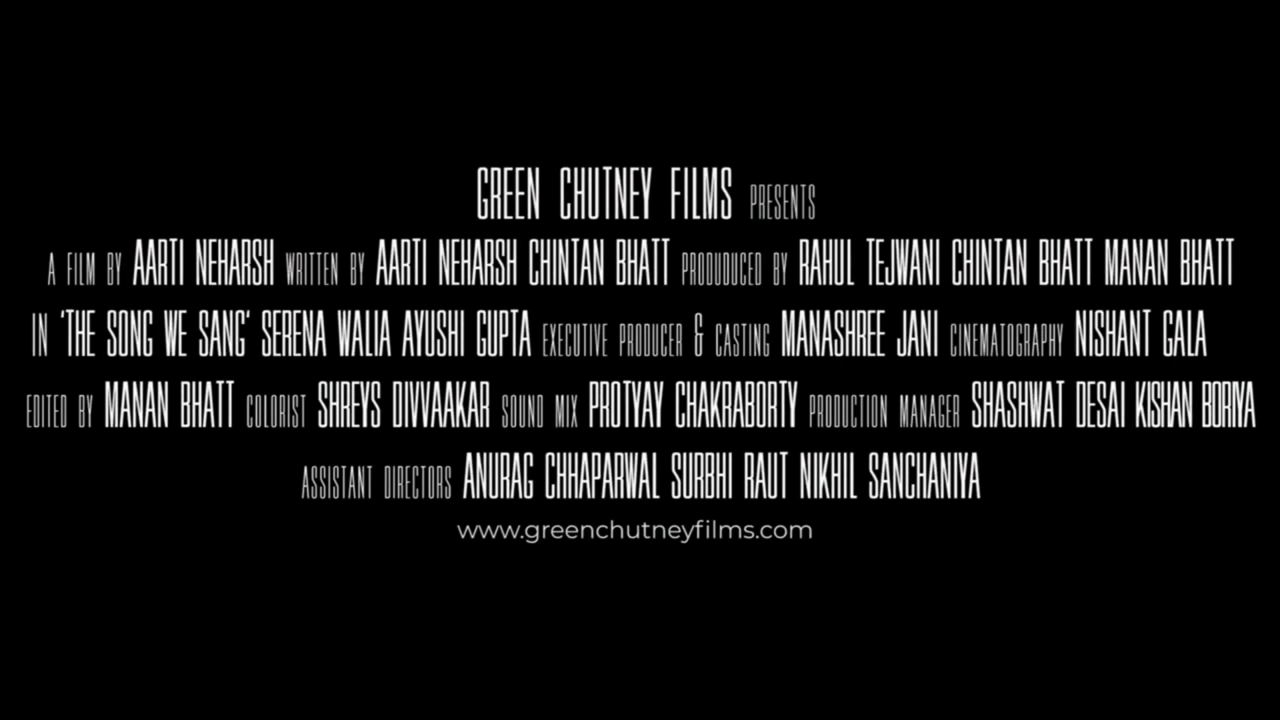 GREEN CHUTNEY FILMS PRESENTS
A FILM BY AARTI NEHARSH WRITTEN BY AARTI NEHARSH CHINTAN BHATT PRODUDUCED BY RAHUL TEJWANI CHINTAN BHATT MANAN BHATT
IN 'THE SONG WE SANG' SERENA WALIA AYUSHI GUPTA EXECUTIVE PRODUCER & CASTING MANASHREE JANI CINEMATOGRAPHY NISHANT GALA
EDITED BY MANAN BHATT COLORIST SHREYS DIVVAAKAR SOUND MIX PROTYAY CHAKRABORTY PRODUCTION MANAGER SHASHWAT DESAI KISHAN BORIYA
ASSISTANT DIRECTORS ANURAG CHHAPARWAL SURBHI RAUT NIKHIL SANCHANIYA
www.greenchutneyfilms.com